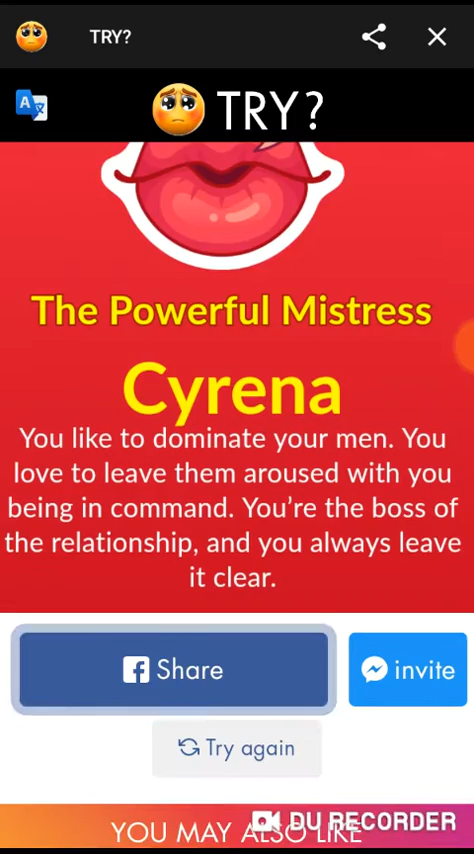 TRY?
TRY?
The Powerful Mistress
Cyrena
You like to dominate your men. You
love to leave them aroused with you
being in command. You’re the boss of
the relationship, and you always leave
it clear.
Share
invite
Try again
YOU MAY ALSO LIKE
DU RECORDER